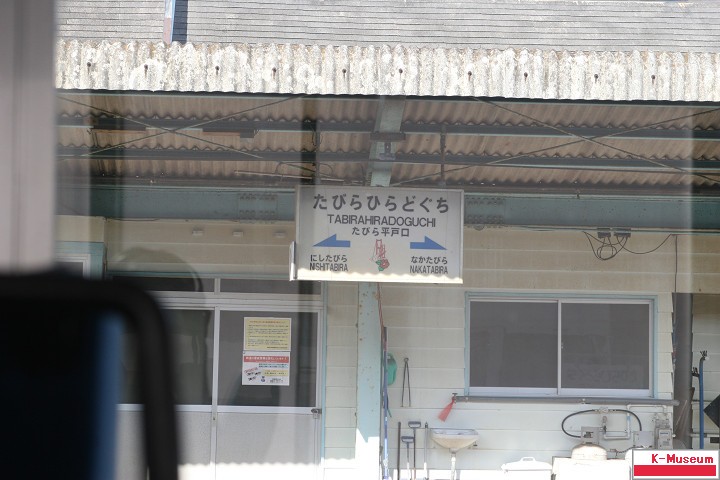 たびらひらどぐち
TABIRAHIRADOGUCHI
たびら平戸口
にしたびら
NISHITABIRA
なかたびら
NAKATABIRA
K-Museum